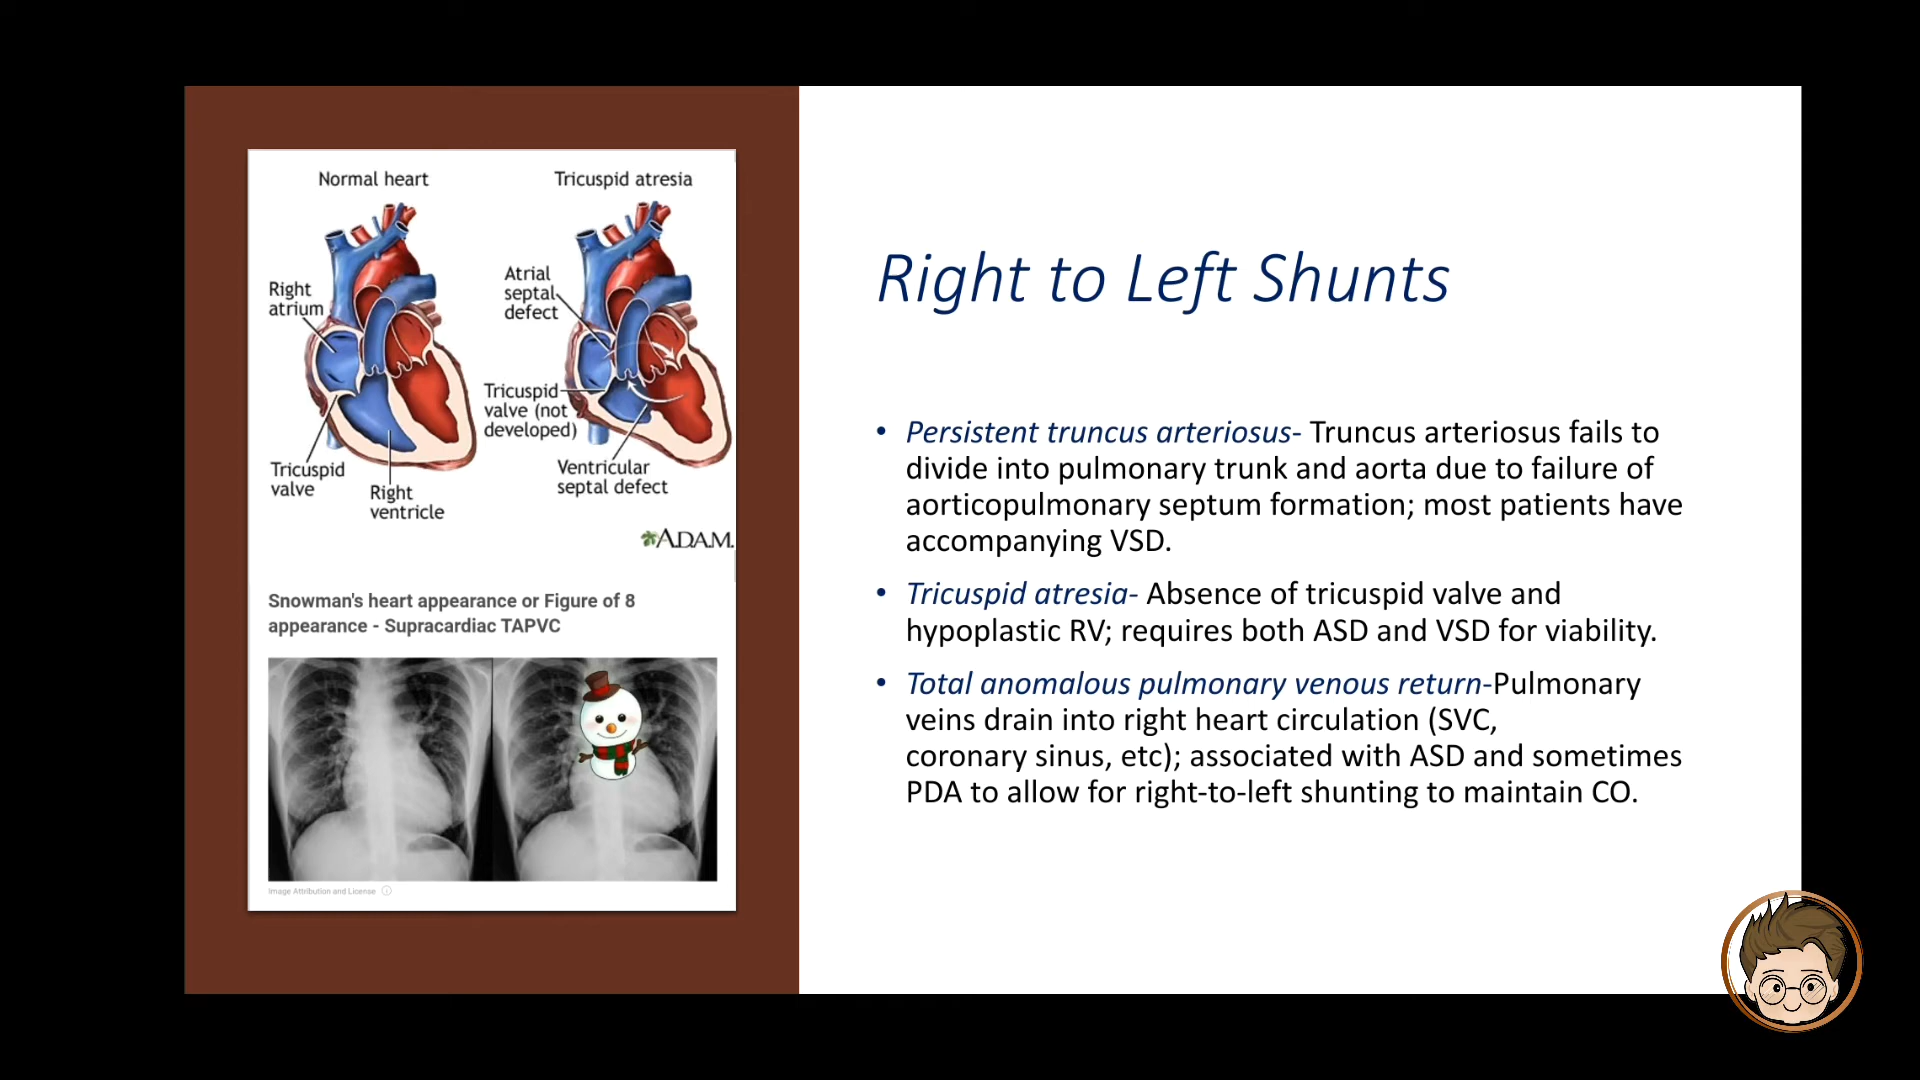 Normal heart
Tricuspid atresia
Right
atrium
Atrial
septal
defect
Tricuspid
valve (not
developed)
Tricuspid
valve
Right
ventricle
Ventricular
septal defect
ADAM.
Snowman's heart appearance or Figure of 8
appearance - Supracardiac TAPVC
Image Attribution and License
Right to Left Shunts
• Persistent truncus arteriosus- Truncus arteriosus fails to
divide into pulmonary trunk and aorta due to failure of
aorticopulmonary septum formation; most patients have
accompanying VSD.
• Tricuspid atresia- Absence of tricuspid valve and
hypoplastic RV; requires both ASD and VSD for viability.
• Total anomalous pulmonary venous return-Pulmonary
veins drain into right heart circulation (SVC,
coronary sinus, etc); associated with ASD and sometimes
PDA to allow for right-to-left shunting to maintain CO.